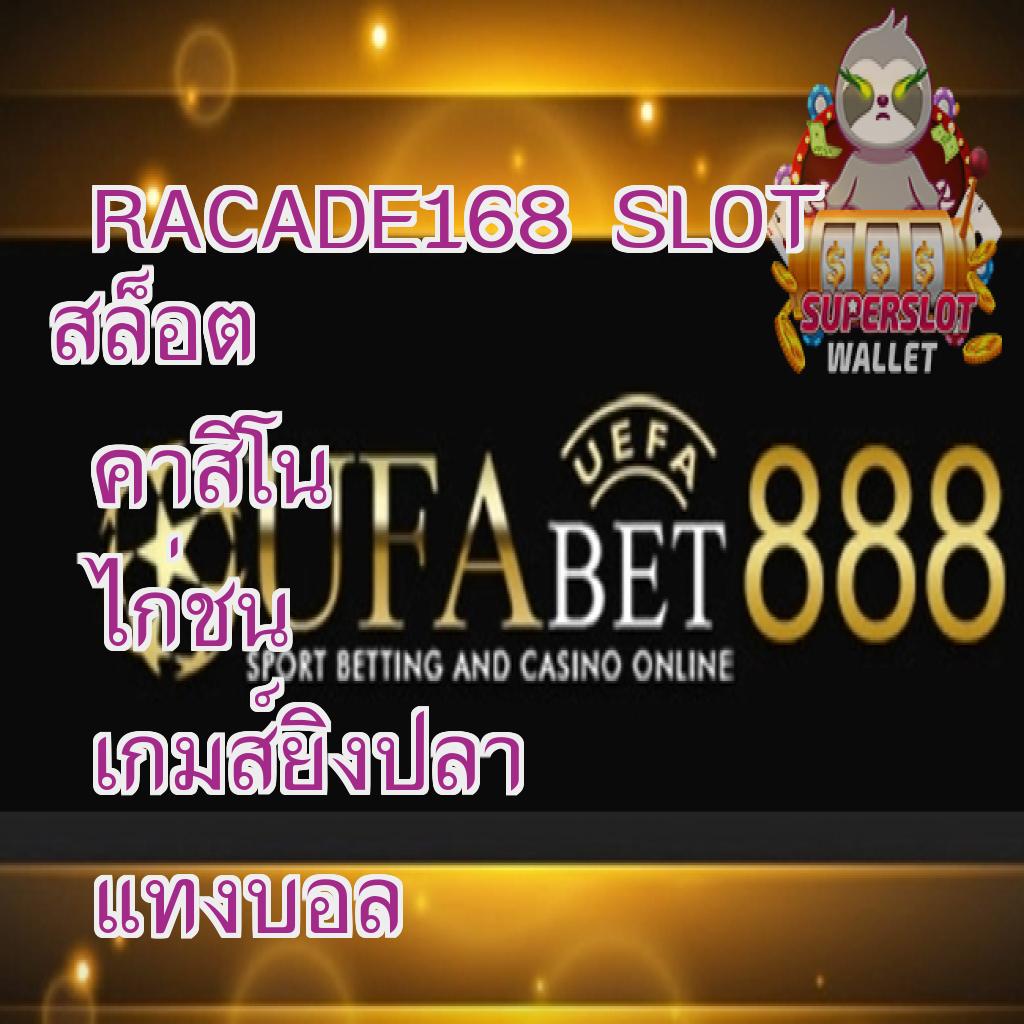 RACADE168 SLOT
สล็อต
SUPERSLOT
WALLET
คาสิโน
UEFA
UFABET888
ไก่ชน
SPORT BETTING AND CASINO ONLINE
เกมส์ยิงปลา
แทงบอล